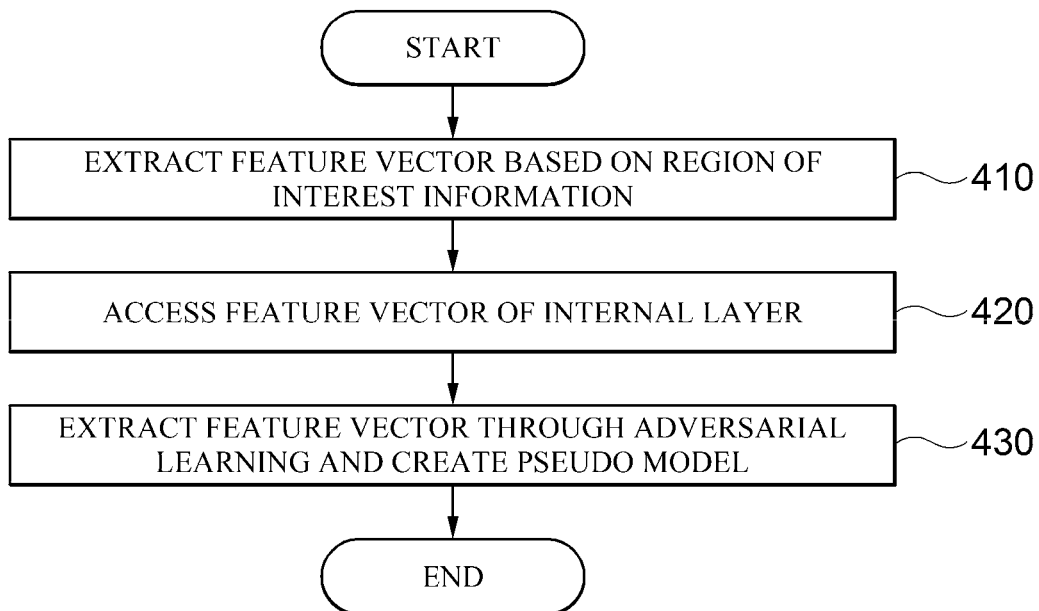 START
EXTRACT FEATURE VECTOR BASED ON REGION OF
INTEREST INFORMATION
410
ACCESS FEATURE VECTOR OF INTERNAL LAYER
420
EXTRACT FEATURE VECTOR THROUGH ADVERSARIAL
LEARNING AND CREATE PSEUDO MODEL
430
END